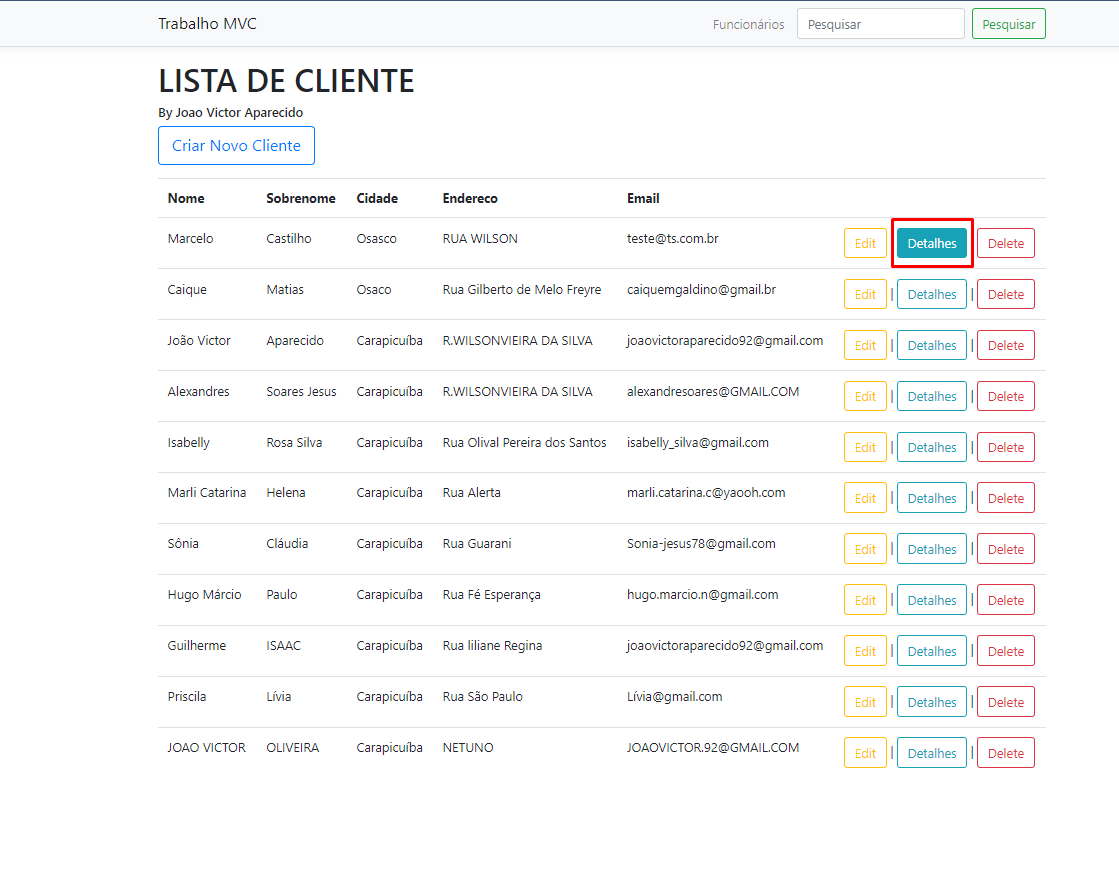 Trabalho MVC Funcionários Pesquisar Pesquisar
LISTA DE CLIENTE
By Joao Victor Aparecido
Criar Novo Cliente
Nome Sobrenome Cidade Endereco Email
Marcelo Castilho Osasco RUA WILSON teste@ts.com.br Edit Detalhes Delete
Caique Matias Osaco Rua Gilberto de Melo Freyre caiquemgaldino@gmail.br Edit | Detalhes | Delete
João Victor Aparecido Carapicuíba R.WILSONVIEIRA DA SILVA joaovictoraparecido92@gmail.com Edit | Detalhes | Delete
Alexandres Soares Jesus Carapicuíba R.WILSONVIEIRA DA SILVA alexandresoares@GMAIL.COM Edit | Detalhes | Delete
Isabelly Rosa Silva Carapicuíba Rua Olival Pereira dos Santos isabelly_silva@gmail.com Edit | Detalhes | Delete
Marli Catarina Helena Carapicuíba Rua Alerta marli.catarina.c@yaooh.com Edit | Detalhes | Delete
Sônia Cláudia Carapicuíba Rua Guarani Sonia-jesus78@gmail.com Edit | Detalhes | Delete
Hugo Márcio Paulo Carapicuíba Rua Fé Esperança hugo.marcio.n@gmail.com Edit | Detalhes | Delete
Guilherme ISAAC Carapicuíba Rua liliane Regina joaovictoraparecido92@gmail.com Edit | Detalhes | Delete
Priscila Lívia Carapicuíba Rua São Paulo Lívia@gmail.com Edit | Detalhes | Delete
JOAO VICTOR OLIVEIRA Carapicuíba NETUNO JOAOVICTOR.92@GMAIL.COM Edit | Detalhes | Delete